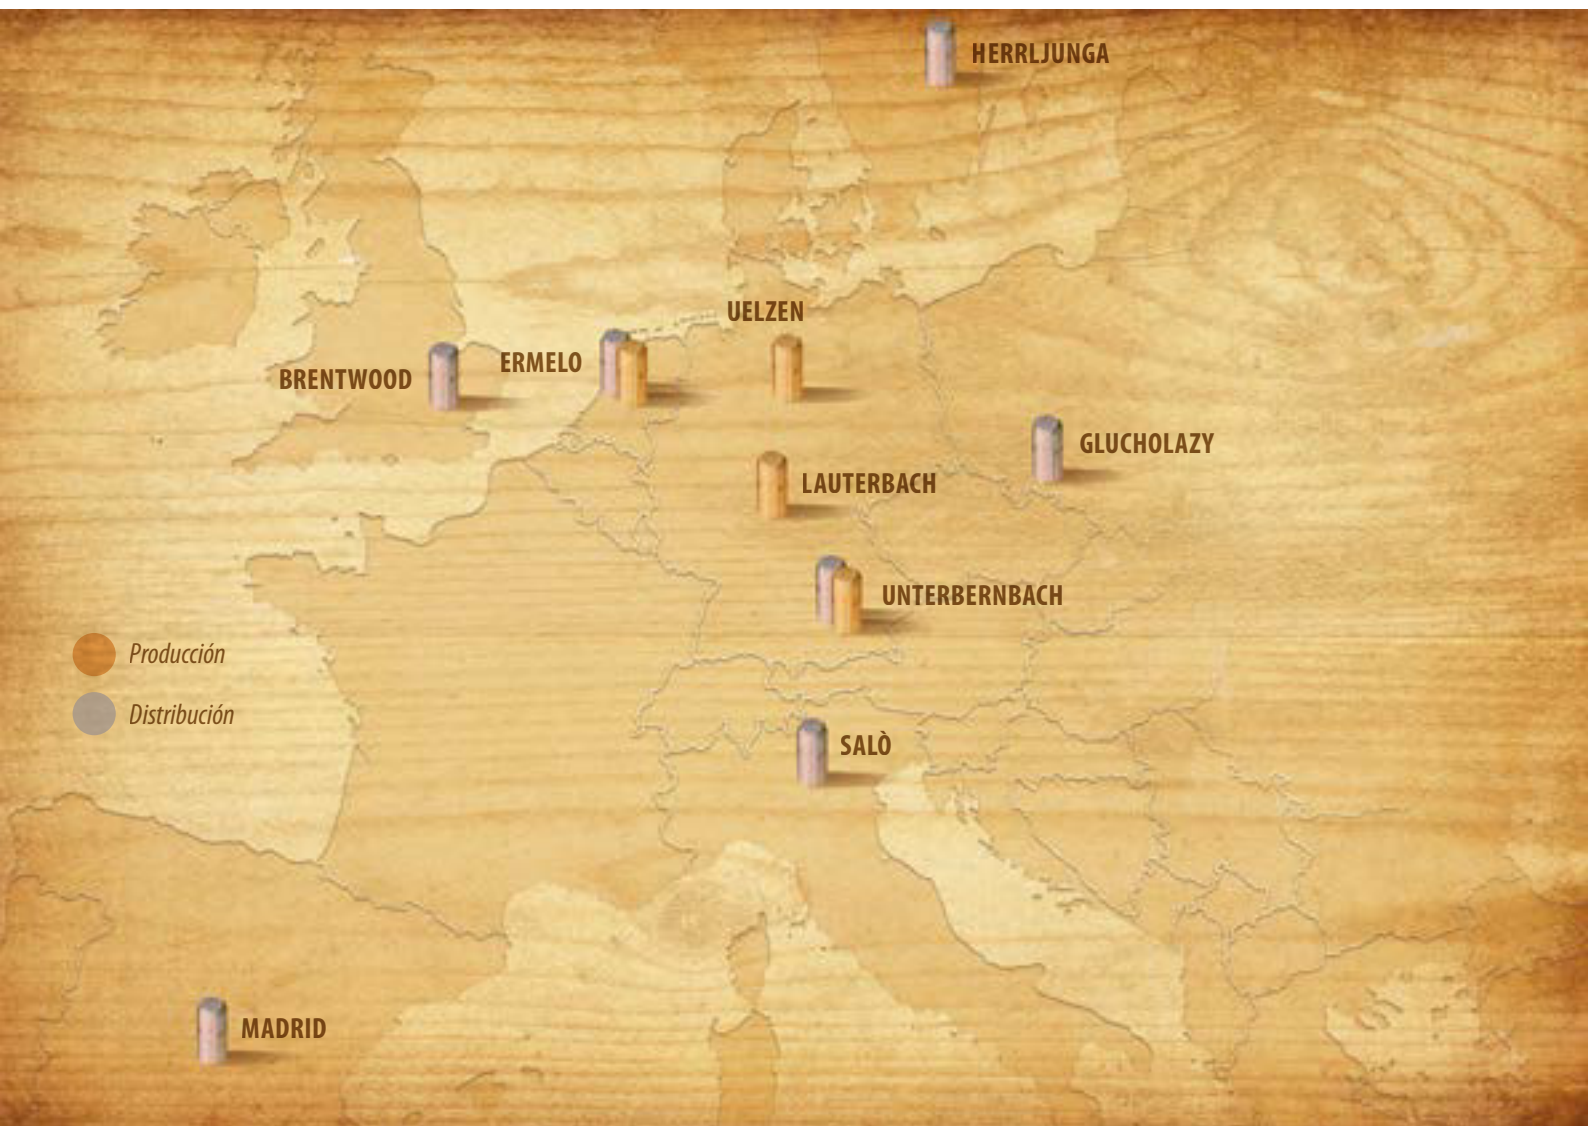 HERRLJUNGA
UELZEN
ERMELO
BRENTWOOD
GLUCHOLAZY
LAUTERBACH
UNTERBERNBACH
Producción
Distribución
SALÒ
MADRID